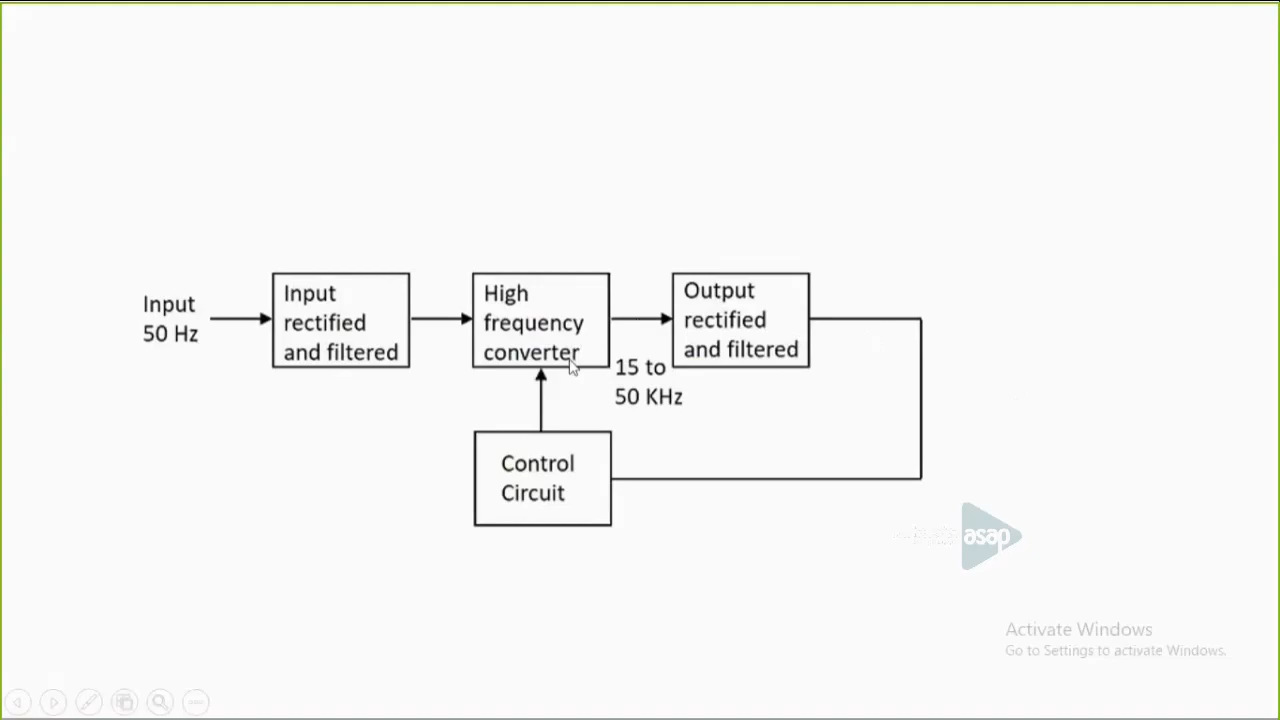 Input
50 Hz
Input
rectified
and filtered
High
frequency
converter
15 to
50 KHz
Output
rectified
and filtered
Control
Circuit
asap
Activate Windows
Go to Settings to activate Windows.